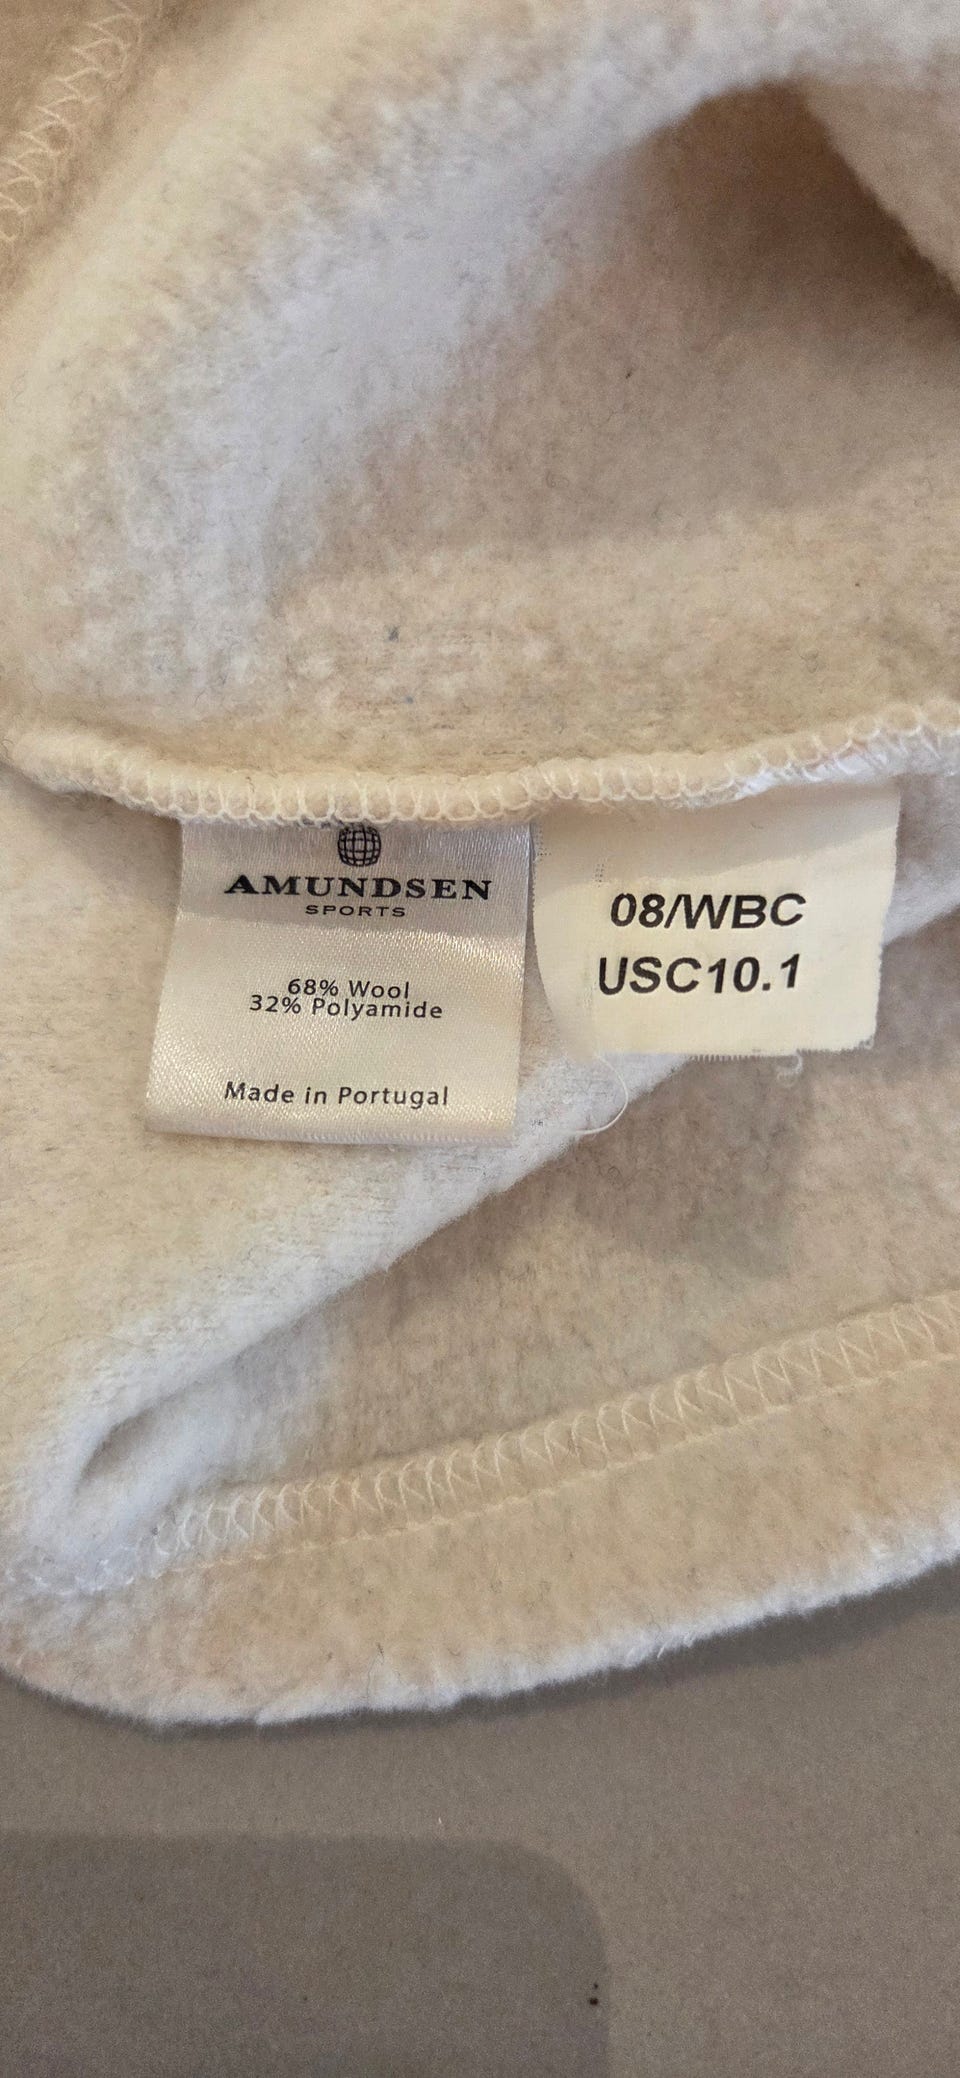 AMUNDSEN
SPORTS
68% Wool
32% Polyamide
Made in Portugal
08/WBC
USC10.1